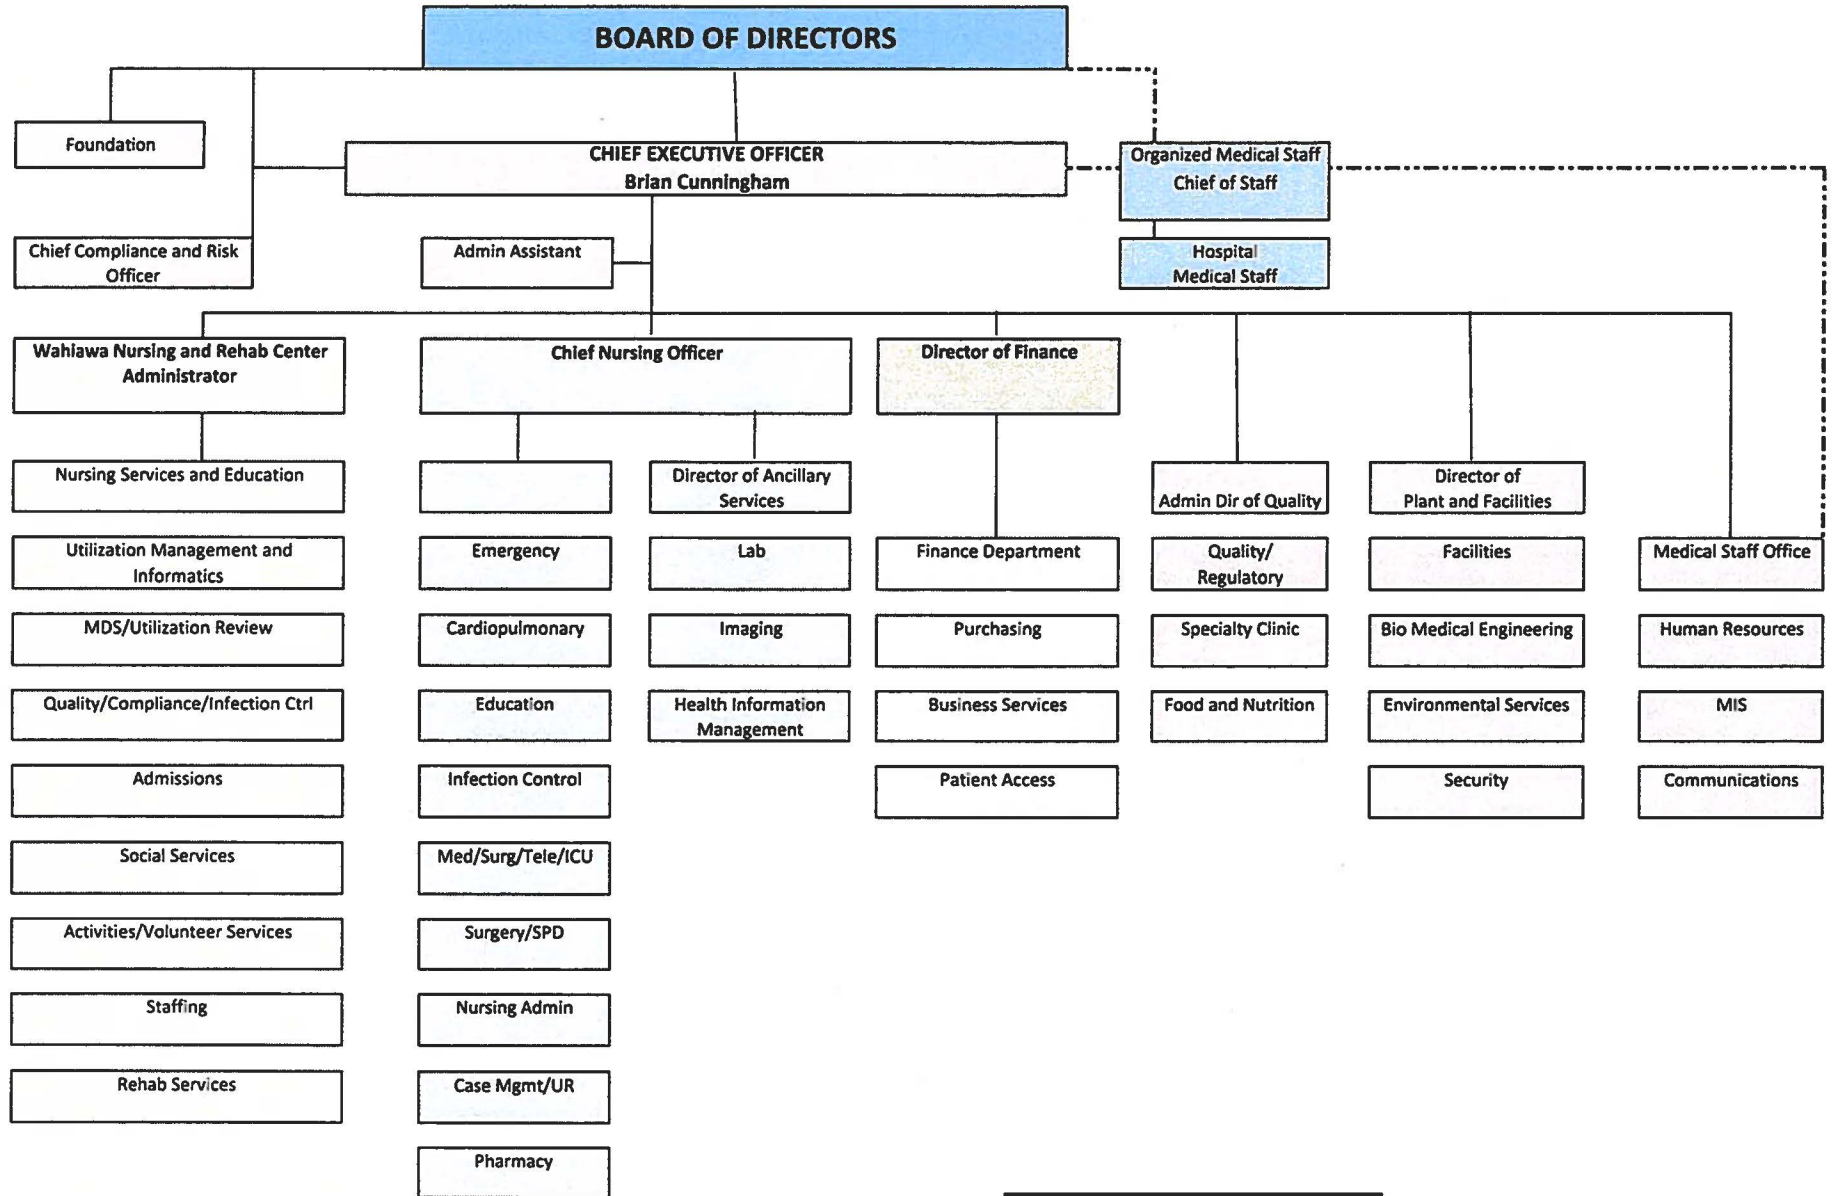 BOARD OF DIRECTORS
Foundation
CHIEF EXECUTIVE OFFICER
Brian Cunningham
Organized Medical Staff
Chief of Staff
Chief Compliance and Risk
Officer
Admin Assistant
Hospital
Medical Staff
Wahiawa Nursing and Rehab Center
Administrator
Chief Nursing Officer
Director of Finance
Nursing Services and Education
Director of Ancillary
Services
Admin Dir of Quality
Director of
Plant and Facilities
Utilization Management and
Informatics
Emergency
Lab
Finance Department
Quality/
Regulatory
Facilities
Medical Staff Office
MDS/Utilization Review
Cardiopulmonary
Imaging
Purchasing
Specialty Clinic
Bio Medical Engineering
Human Resources
Quality/Compliance/Infection Ctrl
Education
Health Information
Management
Business Services
Food and Nutrition
Environmental Services
MIS
Admissions
Infection Control
Patient Access
Security
Communications
Social Services
Med/Surg/Tele/ICU
Activities/Volunteer Services
Surgery/SPD
Staffing
Nursing Admin
Rehab Services
Case Mgmt/UR
Pharmacy